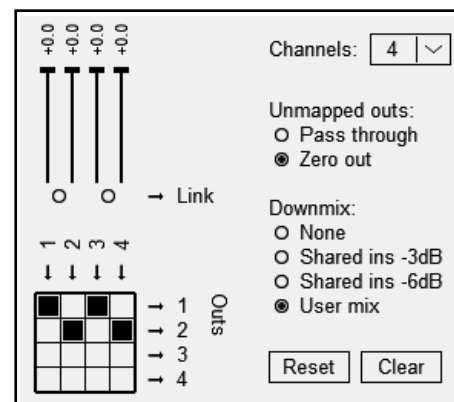 +0.0 +0.0 +0.0 +0.0
Link
1 2 3 4
1
2
3
4
Outs
Channels: 4
Unmapped outs:
Pass through
Zero out
Downmix:
None
Shared ins -3dB
Shared ins -6dB
User mix
Reset Clear